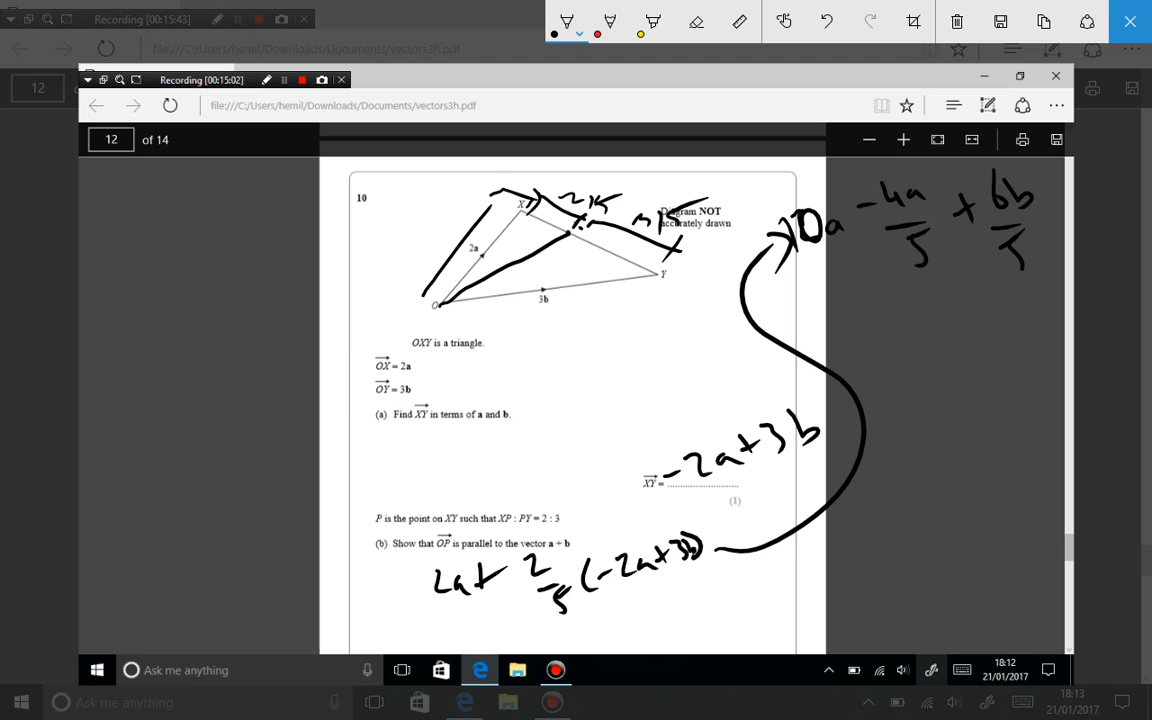 Recording [00:15:43]
file:///C:/Users/hemil/Downloads/Documents/vectors3h.pdf
12
Recording [00:15:02]
file:///C:/Users/hemil/Downloads/Documents/vectors3h.pdf
12 of 14
10
X
2/5
3/5
Diagram NOT
accurately drawn
a - 4a/5 + 6b/5
2a
Y
O
3b
OXY is a triangle.
OX = 2a
OY = 3b
(a) Find XY in terms of a and b.
XY = -2a+3b
(1)
P is the point on XY such that XP : PY = 2 : 3
(b) Show that OP is parallel to the vector a + b
2a + 2/5 (-2a+3b)
Ask me anything
18:12
21/01/2017
Ask me anything
18:13
21/01/2017